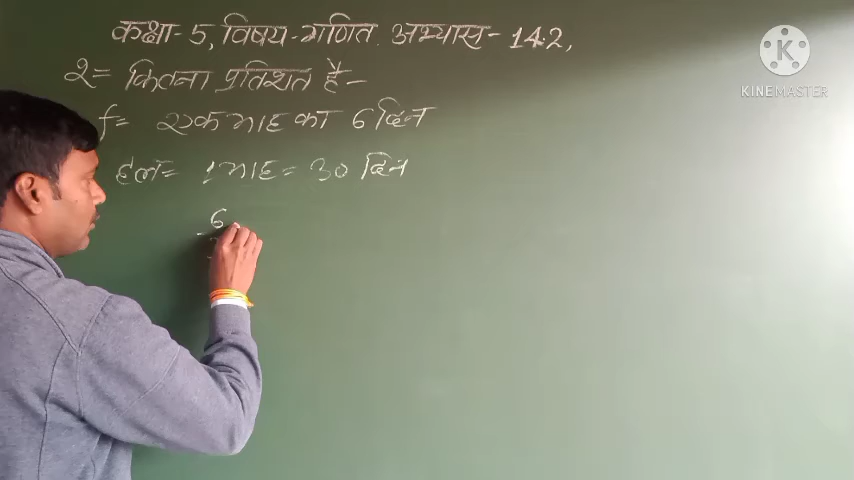 कक्षा - 5, विषय - गणित. अभ्यास - 14.2,
2 = कितना प्रतिशत है -
f = एक माह का 6 दिन
हल = 1 माह = 30 दिन
6
KINEMASTER